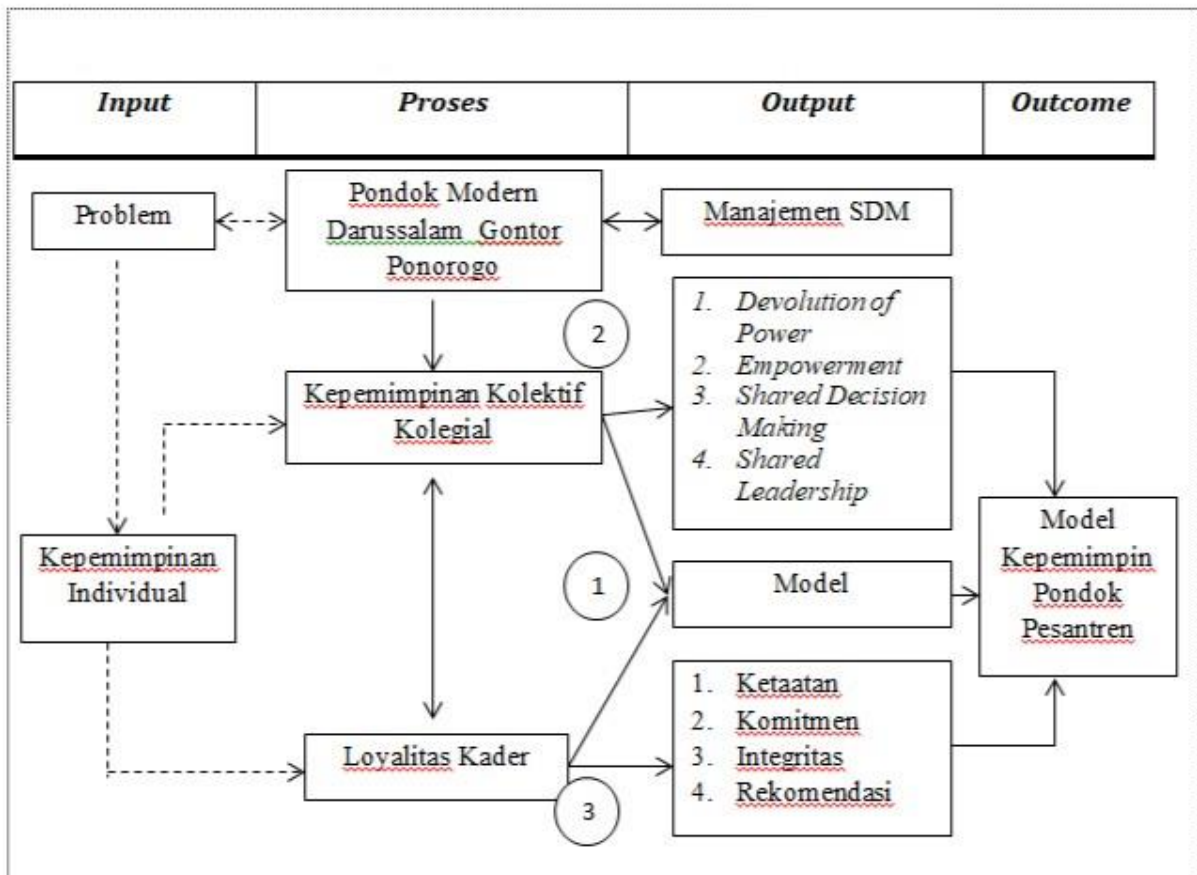 Input
Proses
Output
Outcome
Problem
Pondok Modern
Darussalam Gontor
Ponorogo
Manajemen SDM
2
1. Devolution of
Power
2. Empowerment
3. Shared Decision
Making
4. Shared
Leadership
Kepemimpinan Kolektif
Kolegial
Kepemimpinan
Individual
1
Model
Model
Kepemimpin
Pondok
Pesantren
Loyalitas Kader
3
1. Ketaatan
2. Komitmen
3. Integritas
4. Rekomendasi